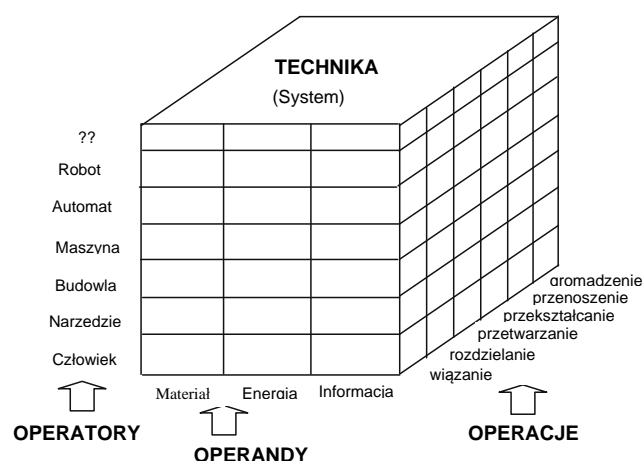 TECHNIKA
(System)
??
Robot
Automat
Maszyna
Budowla
Narzedzie
Człowiek
Materiał Energia Informacja
gromadzenie
przenoszenie
przekształcanie
przetwarzanie
rozdzielanie
wiązanie
OPERATORY
OPERANDY
OPERACJE